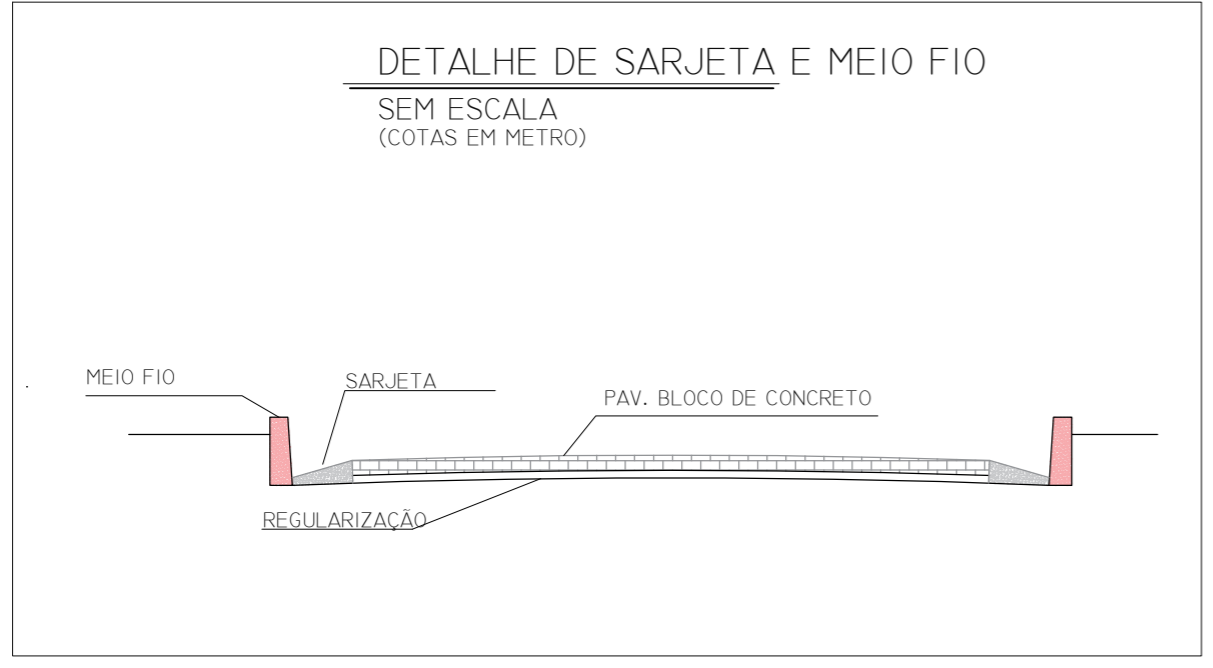 DETALHE DE SARJETA E MEIO FIO
SEM ESCALA
(COTAS EM METRO)
MEIO FIO
SARJETA
PAV. BLOCO DE CONCRETO
REGULARIZAÇÃO